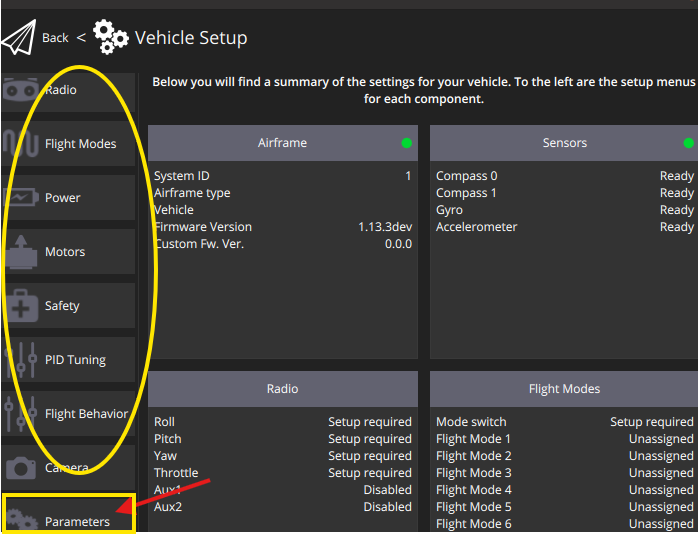 Back < Vehicle Setup
Below you will find a summary of the settings for your vehicle. To the left are the setup menus
for each component.
Radio
Flight Modes
Power
Motors
Safety
PID Tuning
Flight Behavior
Camera
Parameters
Airframe
System ID 1
Airframe type
Vehicle
Firmware Version 1.13.3dev
Custom Fw. Ver. 0.0.0
Sensors
Compass 0 Ready
Compass 1 Ready
Gyro Ready
Accelerometer Ready
Radio
Roll Setup required
Pitch Setup required
Yaw Setup required
Throttle Setup required
Aux1 Disabled
Aux2 Disabled
Flight Modes
Mode switch Setup required
Flight Mode 1 Unassigned
Flight Mode 2 Unassigned
Flight Mode 3 Unassigned
Flight Mode 4 Unassigned
Flight Mode 5 Unassigned
Flight Mode 6 Unassigned